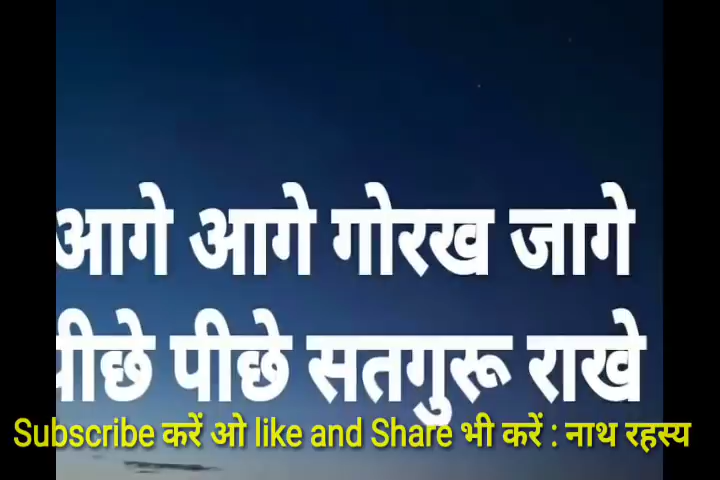 आगे आगे गोरख जागे
पीछे पीछे सतगुरू राखे
Subscribe करें ओ like and Share भी करें : नाथ रहस्य